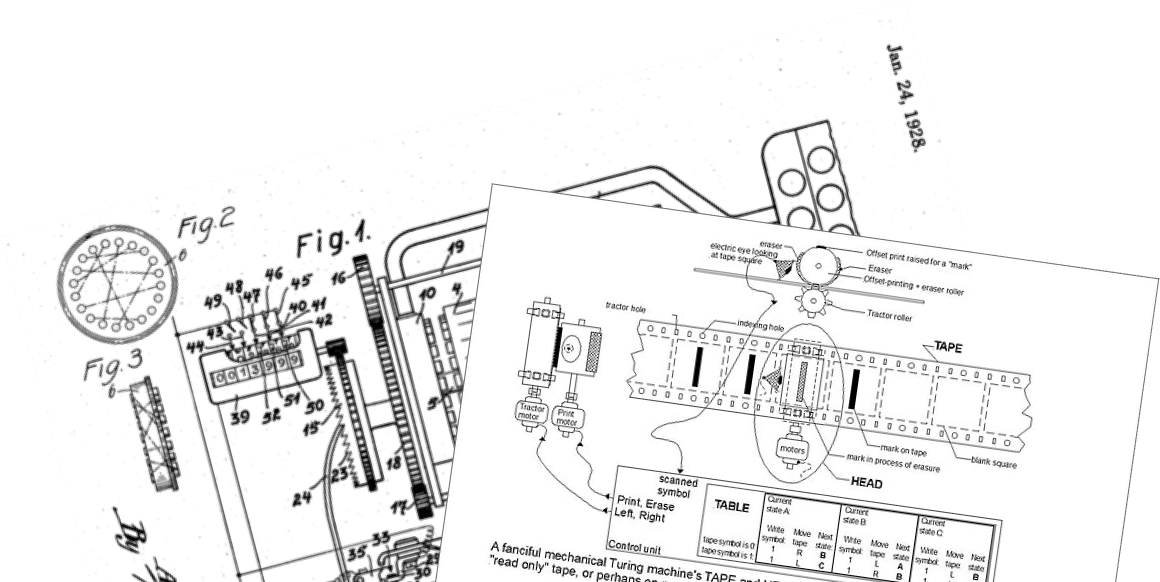 Jan. 24, 1928.
Fig.2
6
Fig.1.
16
19
46
48
45
49
47
40
41
43
42
44
10
4
0 0 1 3 9 9 9
Fig.3
6
39
52
51
50
15
5
18
23
24
17
35
33
30
By
eraser
electric eye looking
at tape square
Offset print raised for a "mark"
Eraser
Offset-printing + eraser roller
Tractor roller
tractor hole
indexing hole
TAPE
Tractor
motor
Print
motor
motors
mark on tape
mark in process of erasure
blank square
HEAD
scanned
symbol
Print, Erase
Left, Right
Control unit
TABLE
tape symbol is 0:
tape symbol is 1:
Current
state A:
Write
symbol:
Move
tape:
Next
state:
1 R B
1 L C
Current
state B:
Write
symbol:
Move
tape:
Next
state:
1 L A
1 R B
Current
state C:
Write
symbol:
Move
tape:
Next
state:
1 L B
A fanciful mechanical Turing machine's TAPE and
"read only" tape, or perhaps